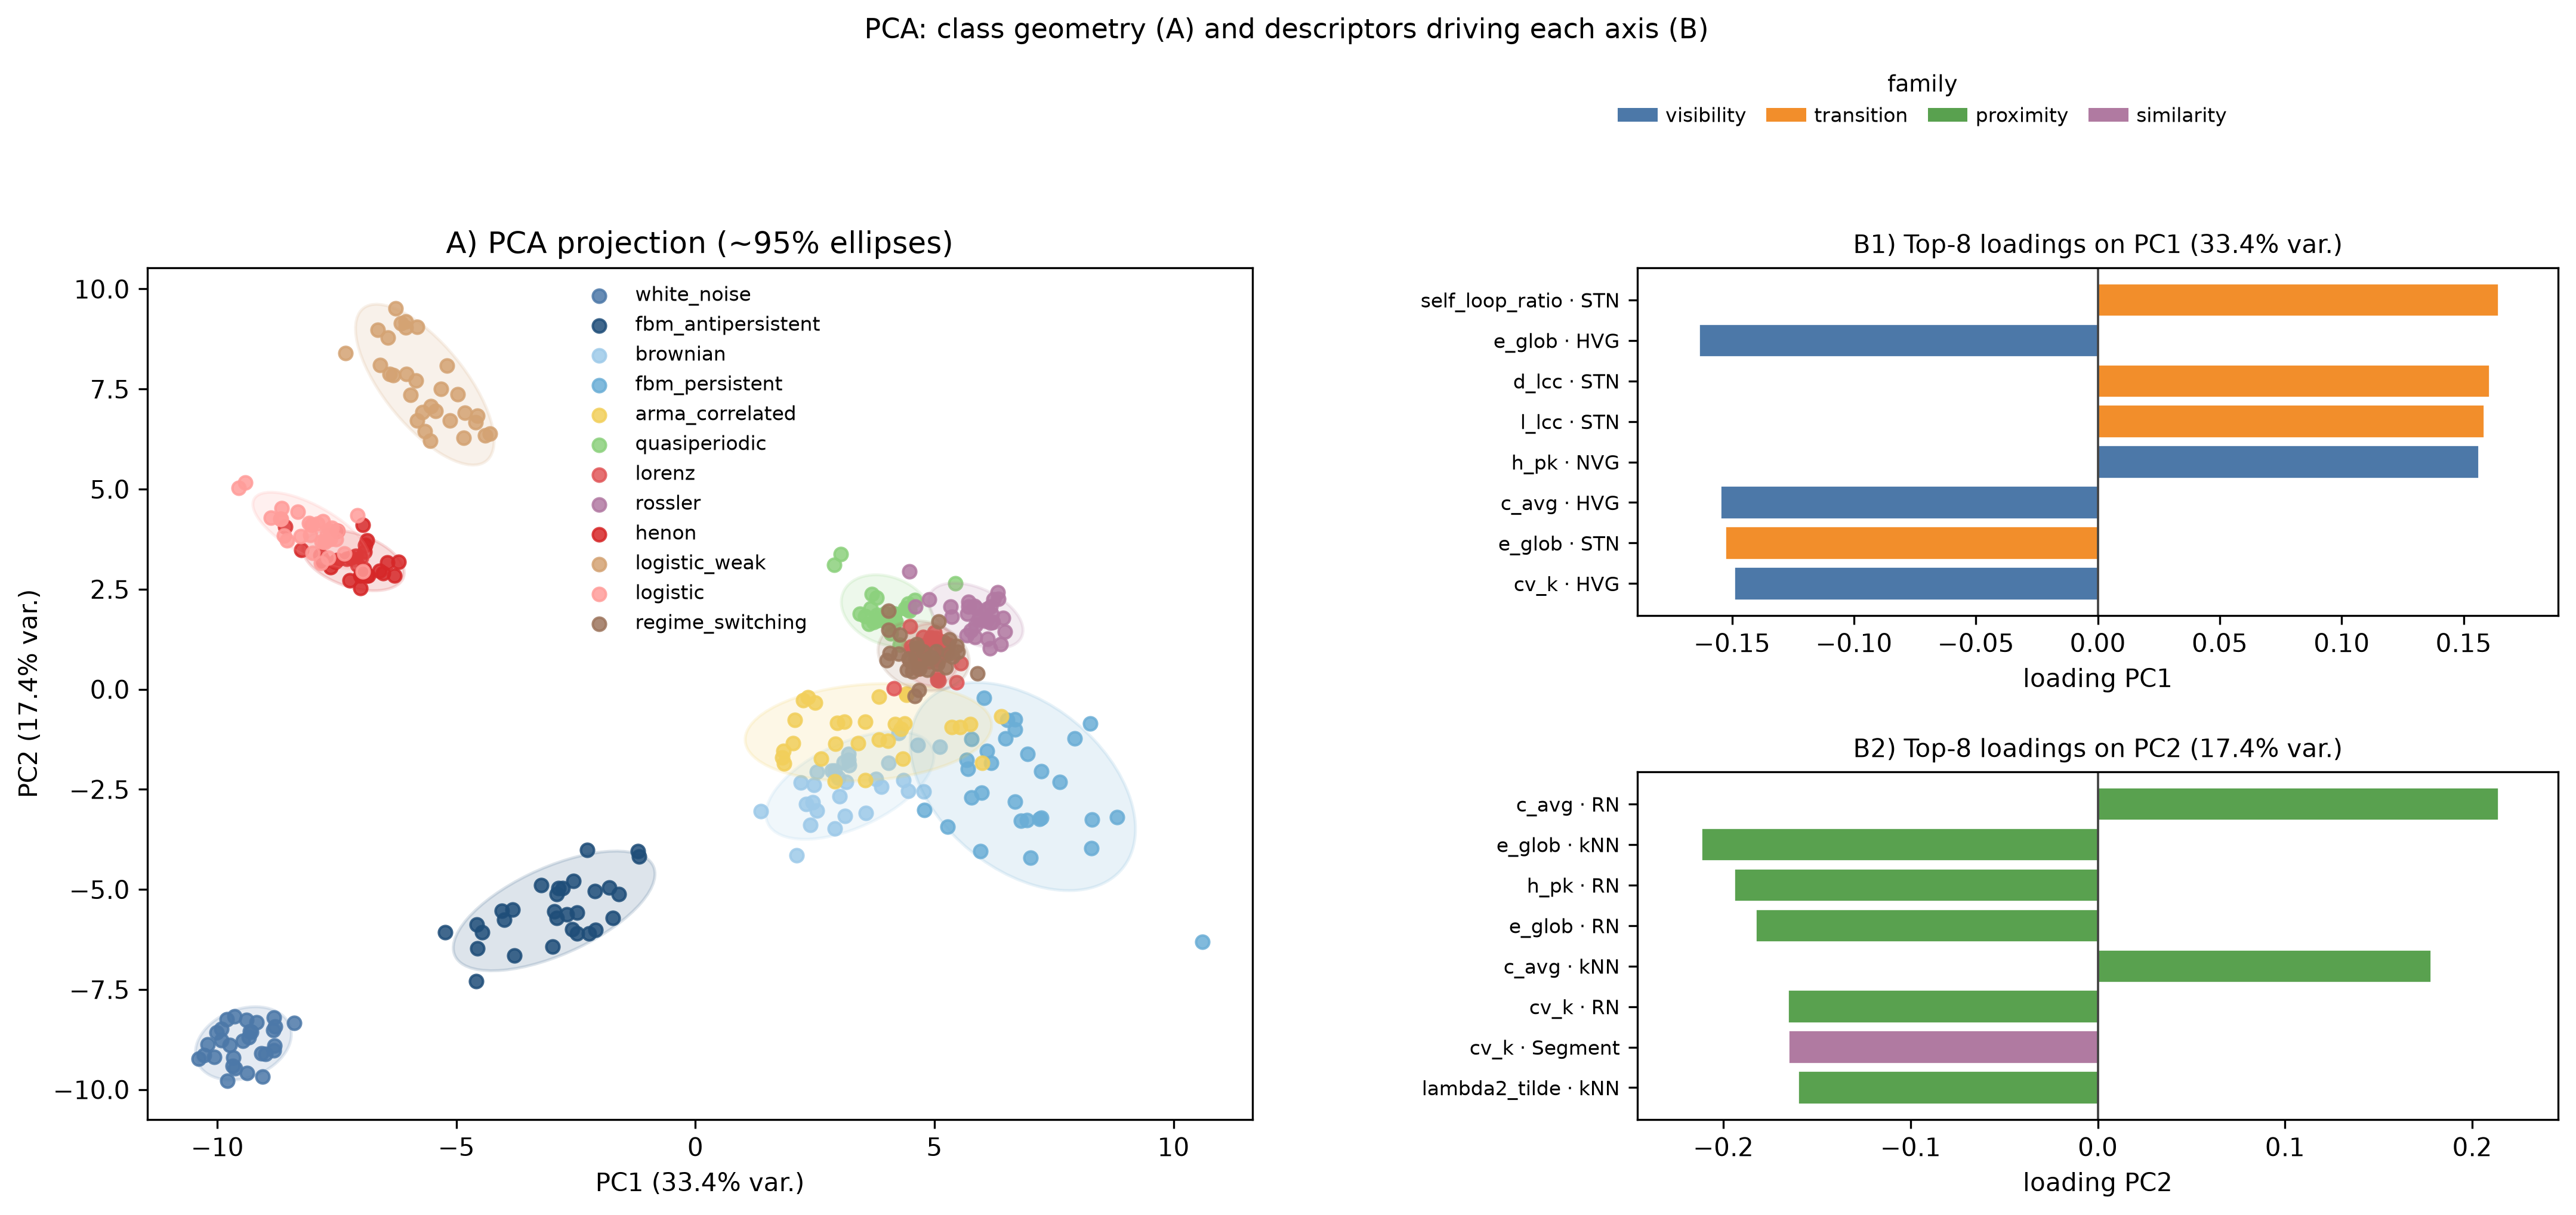 PCA: class geometry (A) and descriptors driving each axis (B)
family
visibility transition proximity similarity
A) PCA projection (~95% ellipses)
10.0
7.5
5.0
2.5
0.0
−2.5
−5.0
−7.5
−10.0
PC2 (17.4% var.)
white_noise
fbm_antipersistent
brownian
fbm_persistent
arma_correlated
quasiperiodic
lorenz
rossler
henon
logistic_weak
logistic
regime_switching
−10 −5 0 5 10
PC1 (33.4% var.)
B1) Top-8 loadings on PC1 (33.4% var.)
self_loop_ratio · STN
e_glob · HVG
d_lcc · STN
l_lcc · STN
h_pk · NVG
c_avg · HVG
e_glob · STN
cv_k · HVG
−0.15 −0.10 −0.05 0.00 0.05 0.10 0.15
loading PC1
B2) Top-8 loadings on PC2 (17.4% var.)
c_avg · RN
e_glob · kNN
h_pk · RN
e_glob · RN
c_avg · kNN
cv_k · RN
cv_k · Segment
lambda2_tilde · kNN
−0.2 −0.1 0.0 0.1 0.2
loading PC2